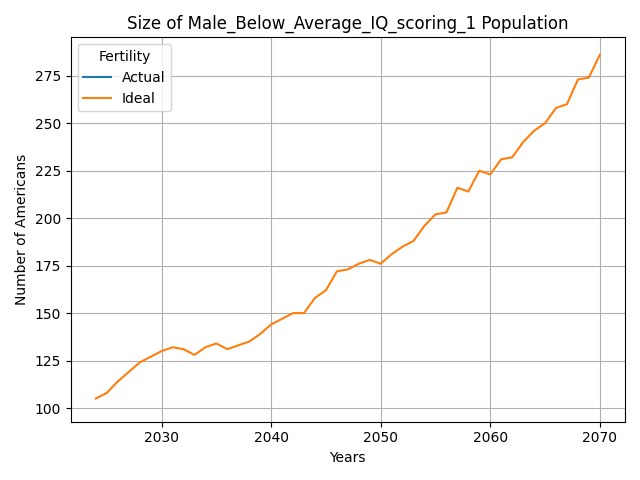 Size of Male_Below_Average_IQ_scoring_1 Population
Fertility
Actual
Ideal
Number of Americans
275
250
225
200
175
150
125
100
2030 2040 2050 2060 2070
Years